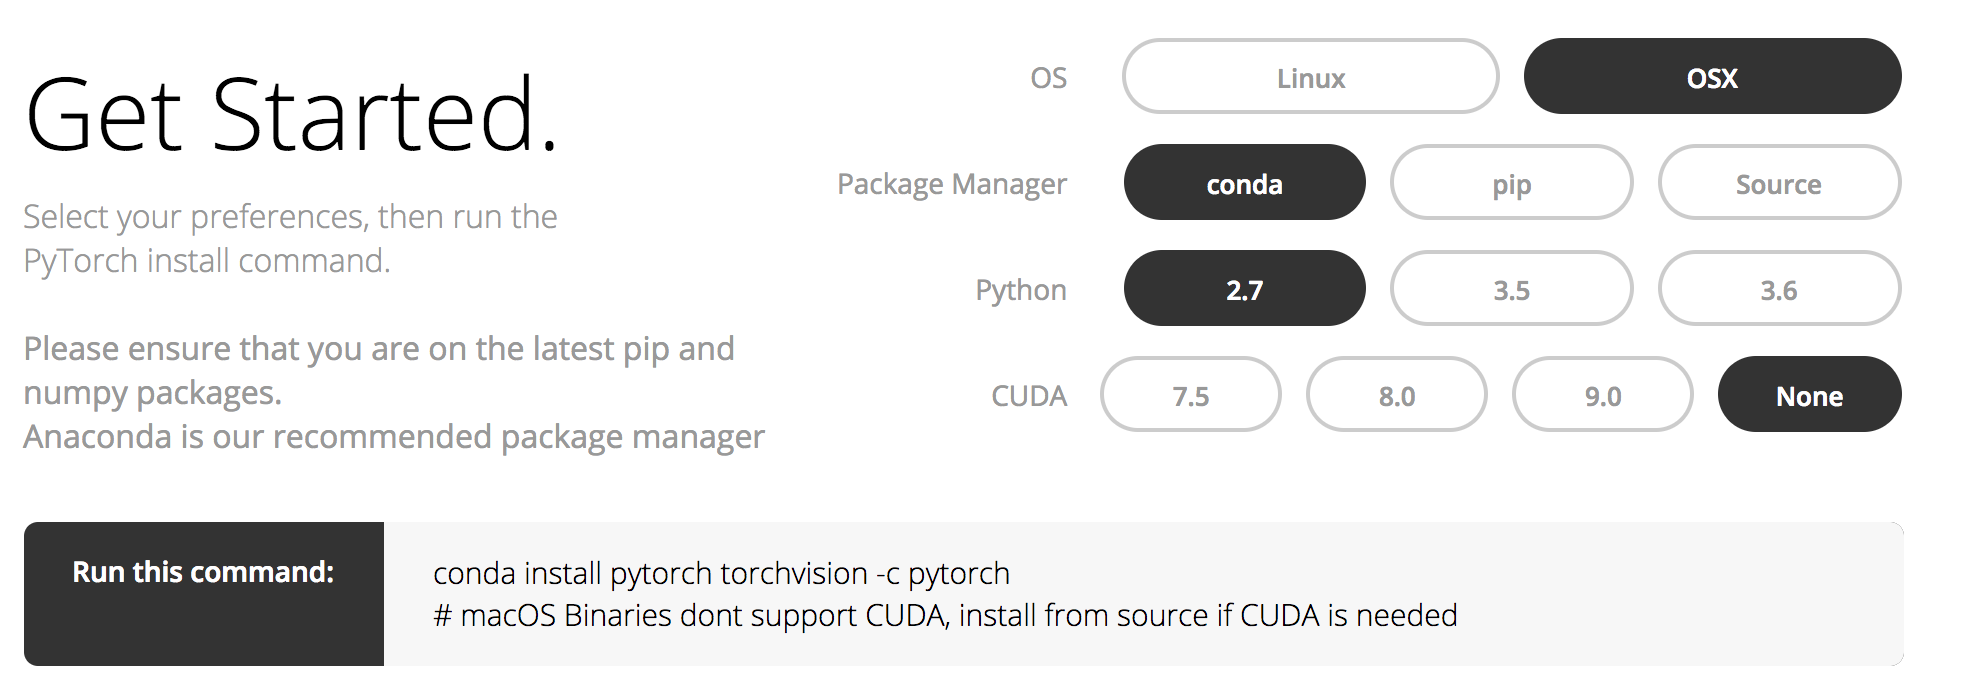 Get Started.
Select your preferences, then run the
PyTorch install command.
Please ensure that you are on the latest pip and
numpy packages.
Anaconda is our recommended package manager
OS Linux OSX
Package Manager conda pip Source
Python 2.7 3.5 3.6
CUDA 7.5 8.0 9.0 None
Run this command: conda install pytorch torchvision -c pytorch
# macOS Binaries dont support CUDA, install from source if CUDA is needed